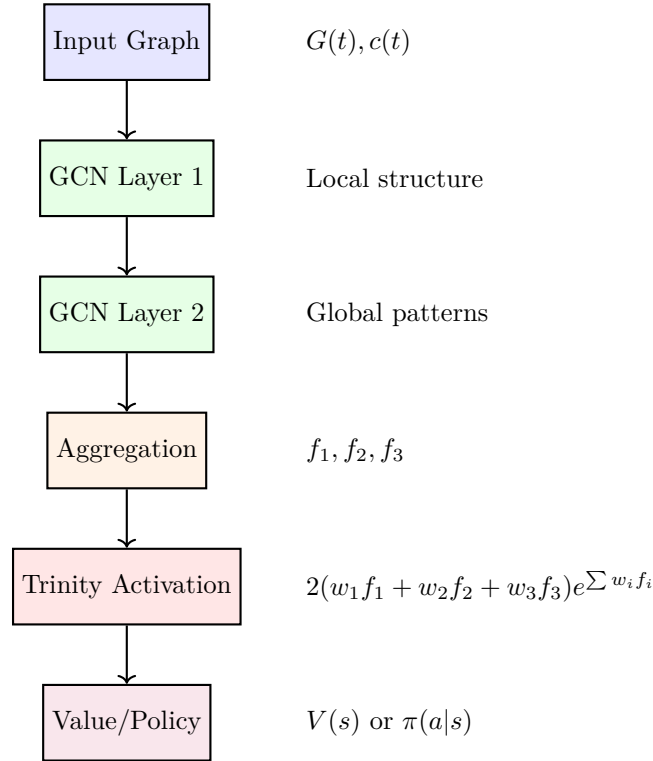 Input Graph G(t), c(t)
GCN Layer 1 Local structure
GCN Layer 2 Global patterns
Aggregation f₁, f₂, f₃
Trinity Activation 2(w₁f₁ + w₂f₂ + w₃f₃)e^{∑ wᵢfᵢ}
Value/Policy V(s) or π(a|s)